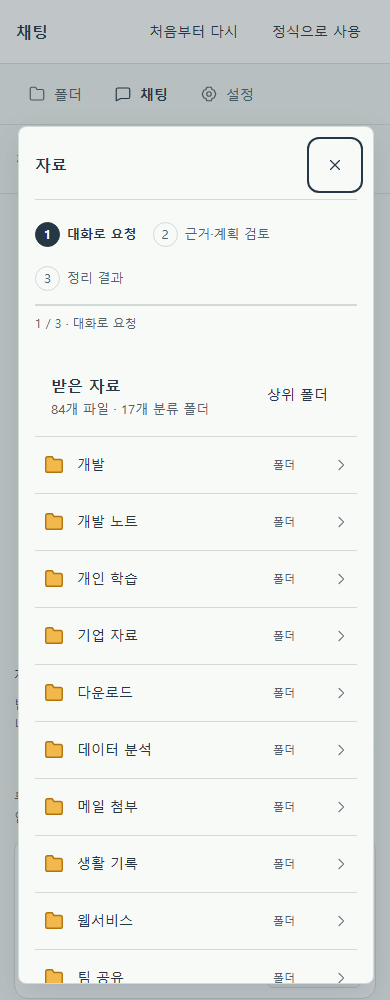 채팅 처음부터 다시 정식으로 사용
폴더 채팅 설정
자료
1 대화로 요청 2 근거·계획 검토
3 정리 결과
1 / 3 · 대화로 요청
받은 자료 상위 폴더
84개 파일 · 17개 분류 폴더
개발 폴더
개발 노트 폴더
개인 학습 폴더
기업 자료 폴더
다운로드 폴더
데이터 분석 폴더
메일 첨부 폴더
생활 기록 폴더
웹서비스 폴더
팀 공유 폴더